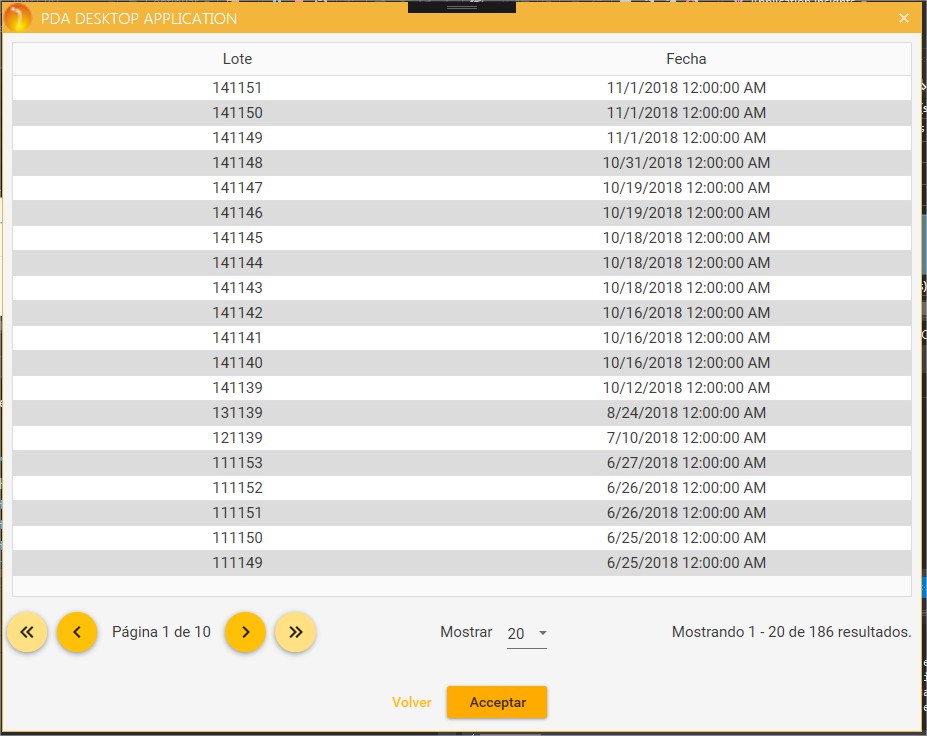 PDA DESKTOP APPLICATION
Lote Fecha
141151 11/1/2018 12:00:00 AM
141150 11/1/2018 12:00:00 AM
141149 11/1/2018 12:00:00 AM
141148 10/31/2018 12:00:00 AM
141147 10/19/2018 12:00:00 AM
141146 10/19/2018 12:00:00 AM
141145 10/18/2018 12:00:00 AM
141144 10/18/2018 12:00:00 AM
141143 10/18/2018 12:00:00 AM
141142 10/16/2018 12:00:00 AM
141141 10/16/2018 12:00:00 AM
141140 10/16/2018 12:00:00 AM
141139 10/12/2018 12:00:00 AM
131139 8/24/2018 12:00:00 AM
121139 7/10/2018 12:00:00 AM
111153 6/27/2018 12:00:00 AM
111152 6/26/2018 12:00:00 AM
111151 6/26/2018 12:00:00 AM
111150 6/25/2018 12:00:00 AM
111149 6/25/2018 12:00:00 AM
Página 1 de 10 Mostrar 20 Mostrando 1 - 20 de 186 resultados.
Volver Acceptar